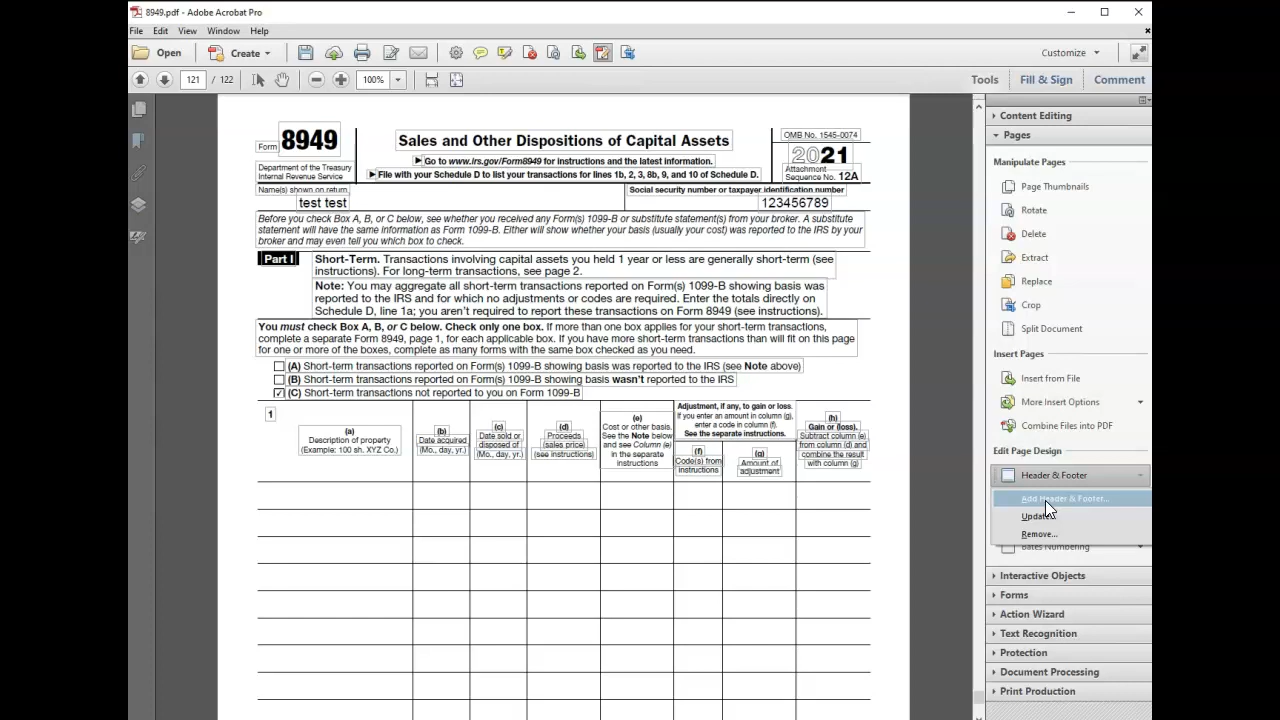 8949.pdf - Adobe Acrobat Pro
File Edit View Window Help
Open Create Customize
121 / 122 100% Tools Fill & Sign Comment
Form 8949
Department of the Treasury
Internal Revenue Service
Sales and Other Dispositions of Capital Assets
▶ Go to www.irs.gov/Form8949 for instructions and the latest information.
▶ File with your Schedule D to list your transactions for lines 1b, 2, 3, 8b, 9, and 10 of Schedule D.
OMB No. 1545-0074
2021
Attachment
Sequence No. 12A
Name(s) shown on return
test test
Social security number or taxpayer identification number
123456789
Before you check Box A, B, or C below, see whether you received any Form(s) 1099-B or substitute statement(s) from your broker. A substitute
statement will have the same information as Form 1099-B. Either will show whether your basis (usually your cost) was reported to the IRS by your
broker and may even tell you which box to check.
Part I
Short-Term. Transactions involving capital assets you held 1 year or less are generally short-term (see
instructions). For long-term transactions, see page 2.
Note: You may aggregate all short-term transactions reported on Form(s) 1099-B showing basis was
reported to the IRS and for which no adjustments or codes are required. Enter the totals directly on
Schedule D, line 1a; you aren't required to report these transactions on Form 8949 (see instructions).
You must check Box A, B, or C below. Check only one box. If more than one box applies for your short-term transactions,
complete a separate Form 8949, page 1, for each applicable box. If you have more short-term transactions than will fit on this page
for one or more of the boxes, complete as many forms with the same box checked as you need.
(A) Short-term transactions reported on Form(s) 1099-B showing basis was reported to the IRS (see Note above)
(B) Short-term transactions reported on Form(s) 1099-B showing basis wasn't reported to the IRS
(C) Short-term transactions not reported to you on Form 1099-B
1
(a)
Description of property
(Example: 100 sh. XYZ Co.)
(b)
Date acquired
(Mo., day, yr.)
(c)
Date sold or
disposed of
(Mo., day, yr.)
(d)
Proceeds
(sales price)
(see instructions)
(e)
Cost or other basis.
See the Note below
and see Column (e)
in the separate
instructions
Adjustment, if any, to gain or loss.
If you enter an amount in column (g),
enter a code in column (f).
See the separate instructions.
(f)
Code(s) from
instructions
(g)
Amount of
adjustment
(h)
Gain or (loss).
Subtract column (e)
from column (d) and
combine the result
with column (g)
Content Editing
Pages
Manipulate Pages
Page Thumbnails
Rotate
Delete
Extract
Replace
Crop
Split Document
Insert Pages
Insert from File
More Insert Options
Combine Files into PDF
Edit Page Design
Header & Footer
Add Header & Footer...
Update...
Remove...
Bates Numbering
Interactive Objects
Forms
Action Wizard
Text Recognition
Protection
Document Processing
Print Production